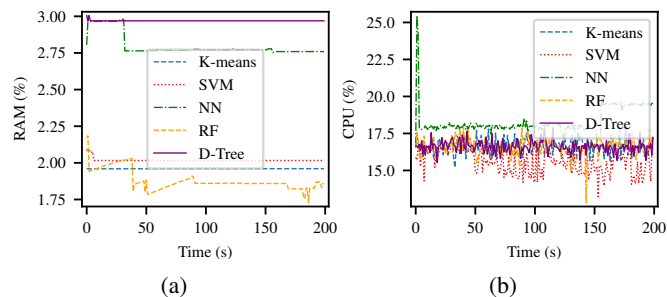 3.00
2.75
2.50
2.25
2.00
1.75
RAM (%)
K-means
SVM
NN
RF
D-Tree
0 50 100 150 200
Time (s)
(a)
25.0
22.5
20.0
17.5
15.0
CPU (%)
K-means
SVM
NN
RF
D-Tree
0 50 100 150 200
Time (s)
(b)